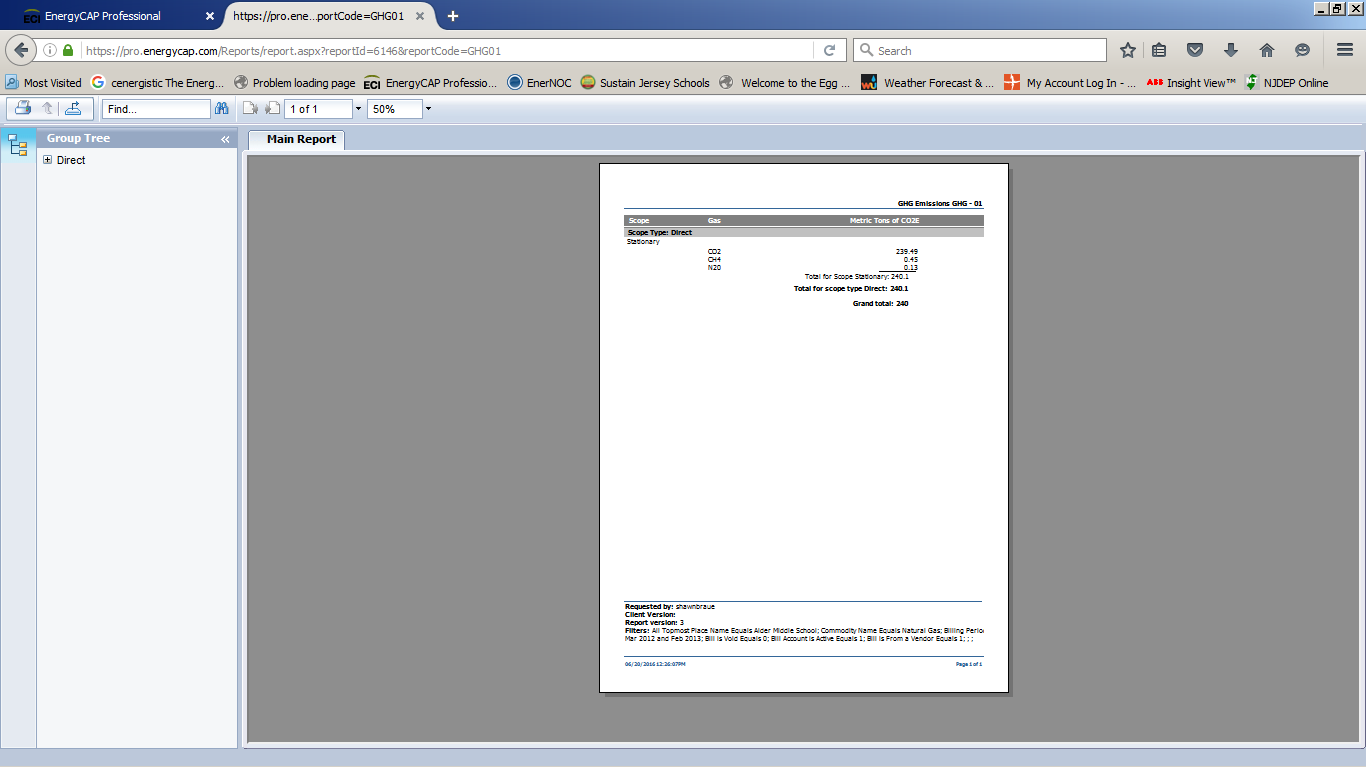 ECI EnergyCAP Professional
https://pro.ene...portCode=GHG01
https://pro.energycap.com/Reports/report.aspx?reportId=6146&reportCode=GHG01
Search
Most Visited
cenergistic The Energ...
Problem loading page
ECI EnergyCAP Professio...
EnerNOC
Sustain Jersey Schools
Welcome to the Egg ...
Weather Forecast & ...
My Account Log In - ...
ABB Insight View™
NJDEP Online
Find...
1 of 1
50%
Group Tree
Direct
Main Report
GHG Emissions GHG - 01
Scope Gas Metric Tons of CO2E
Scope Type: Direct
Stationary
CO2 239.49
CH4 0.45
N20 0.13
Total for Scope Stationary: 240.1
Total for scope type Direct: 240.1
Grand total: 240
Requested by: shawnbraue
Client Version:
Report version: 3
Filters: All Topmost Place Name Equals Alder Middle School; Commodity Name Equals Natural Gas; Billing Perio
Mar 2012 and Feb 2013; Bill is Void Equals 0; Bill Account is Active Equals 1; Bill is From a Vendor Equals 1; ; ;
06/20/2016 12:26:07PM
Page 1 of 1